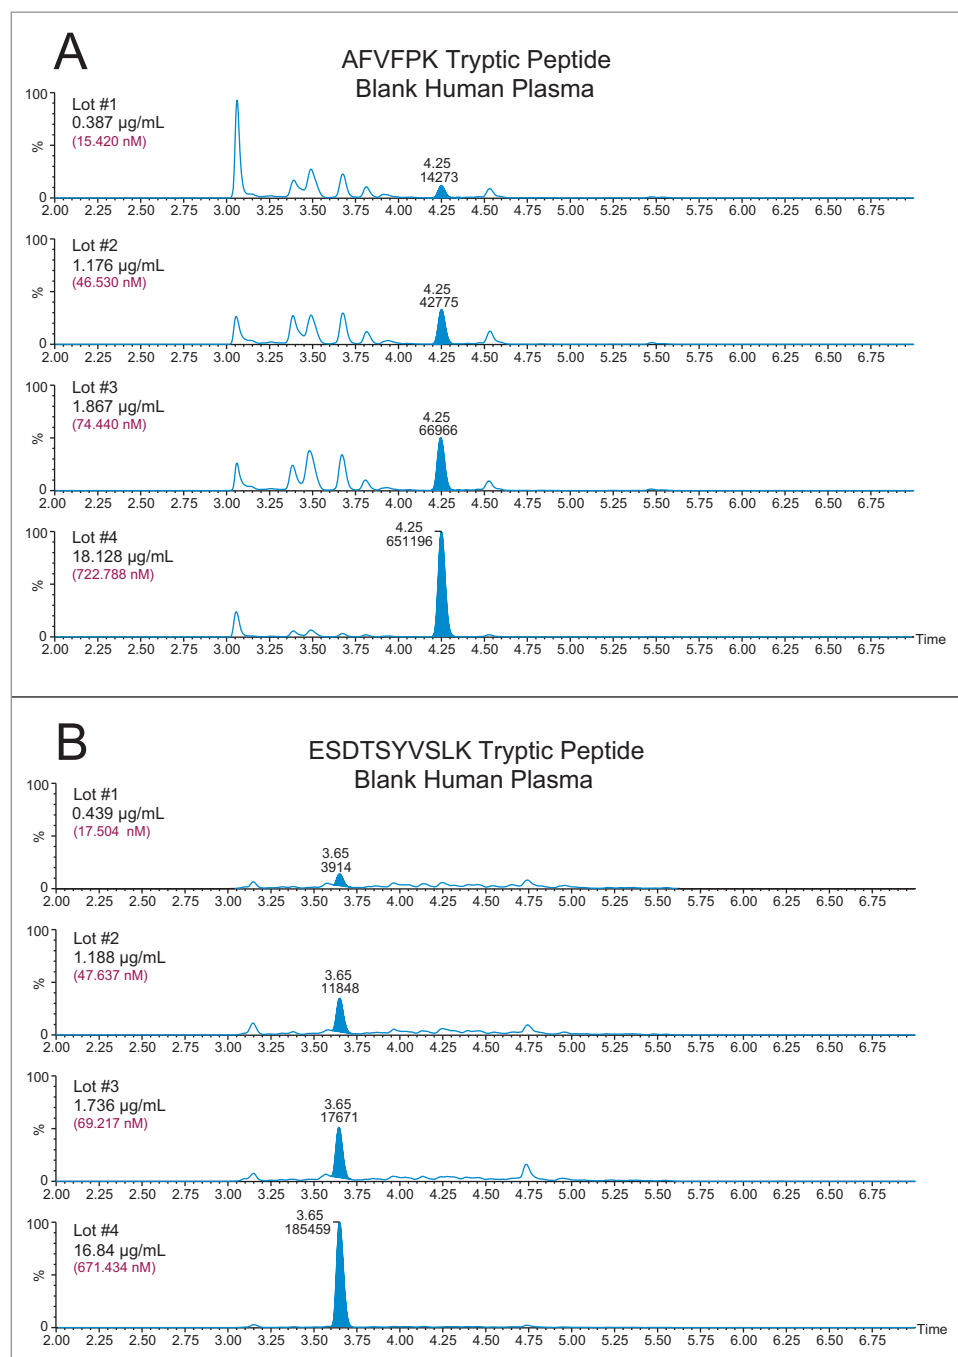 A
AFVFPK Tryptic Peptide
Blank Human Plasma
100
%
0
Lot #1
0.387 µg/mL
(15.420 nM)
4.25
14273
2.00 2.25 2.50 2.75 3.00 3.25 3.50 3.75 4.00 4.25 4.50 4.75 5.00 5.25 5.50 5.75 6.00 6.25 6.50 6.75
100
%
0
Lot #2
1.176 µg/mL
(46.530 nM)
4.25
42775
2.00 2.25 2.50 2.75 3.00 3.25 3.50 3.75 4.00 4.25 4.50 4.75 5.00 5.25 5.50 5.75 6.00 6.25 6.50 6.75
100
%
0
Lot #3
1.867 µg/mL
(74.440 nM)
4.25
66966
2.00 2.25 2.50 2.75 3.00 3.25 3.50 3.75 4.00 4.25 4.50 4.75 5.00 5.25 5.50 5.75 6.00 6.25 6.50 6.75
100
%
0
Lot #4
18.128 µg/mL
(722.788 nM)
4.25
651196
Time
2.00 2.25 2.50 2.75 3.00 3.25 3.50 3.75 4.00 4.25 4.50 4.75 5.00 5.25 5.50 5.75 6.00 6.25 6.50 6.75
B
ESDTSYVSLK Tryptic Peptide
Blank Human Plasma
100
%
0
Lot #1
0.439 µg/mL
(17.504 nM)
3.65
3914
2.00 2.25 2.50 2.75 3.00 3.25 3.50 3.75 4.00 4.25 4.50 4.75 5.00 5.25 5.50 5.75 6.00 6.25 6.50 6.75
100
%
0
Lot #2
1.188 µg/mL
(47.637 nM)
3.65
11848
2.00 2.25 2.50 2.75 3.00 3.25 3.50 3.75 4.00 4.25 4.50 4.75 5.00 5.25 5.50 5.75 6.00 6.25 6.50 6.75
100
%
0
Lot #3
1.736 µg/mL
(69.217 nM)
3.65
17671
2.00 2.25 2.50 2.75 3.00 3.25 3.50 3.75 4.00 4.25 4.50 4.75 5.00 5.25 5.50 5.75 6.00 6.25 6.50 6.75
100
%
0
Lot #4
16.84 µg/mL
(671.434 nM)
3.65
185459
Time
2.00 2.25 2.50 2.75 3.00 3.25 3.50 3.75 4.00 4.25 4.50 4.75 5.00 5.25 5.50 5.75 6.00 6.25 6.50 6.75